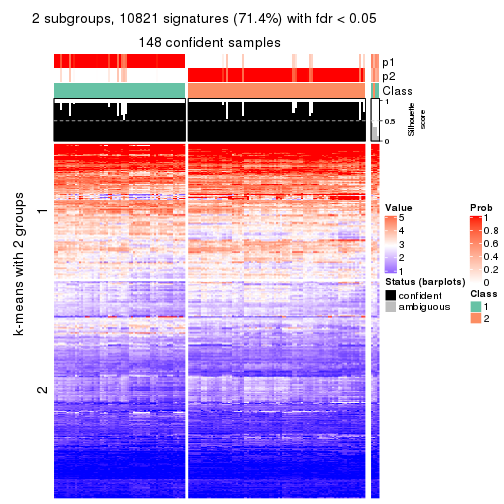 2 subgroups, 10821 signatures (71.4%) with fdr < 0.05
148 confident samples
p1
p2
Class
1
0.5
0
Silhouette
score
k-means with 2 groups
1
2
Value
5
4
3
2
1
Status (barplots)
confident
ambiguous
Prob
1
0.8
0.6
0.4
0.2
0
Class
1
2